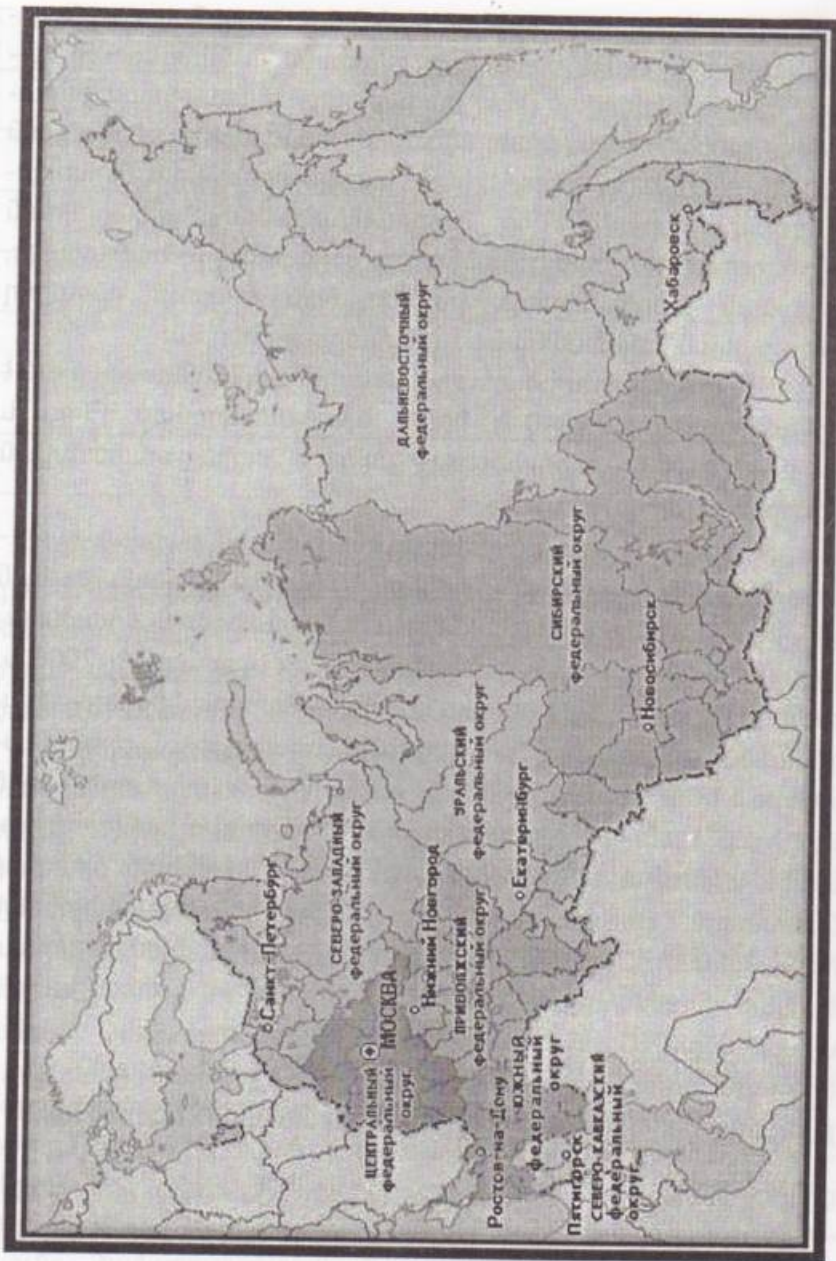 Санкт-Петербург
СЕВЕРО-ЗАПАДНЫЙ
федеральный округ
ЦЕНТРАЛЬНЫЙ
федеральный
округ
МОСКВА
Нижний Новгород
ПРИВОЛЖСКИЙ
федеральный округ
Ростов-на-Дону
ЮЖНЫЙ
федеральный
округ
Пятигорск
СЕВЕРО-КАВКАЗСКИЙ
федеральный
округ
УРАЛЬСКИЙ
федеральный округ
Екатеринбург
СИБИРСКИЙ
федеральный округ
Новосибирск
ДАЛЬНЕВОСТОЧНЫЙ
федеральный округ
Хабаровск